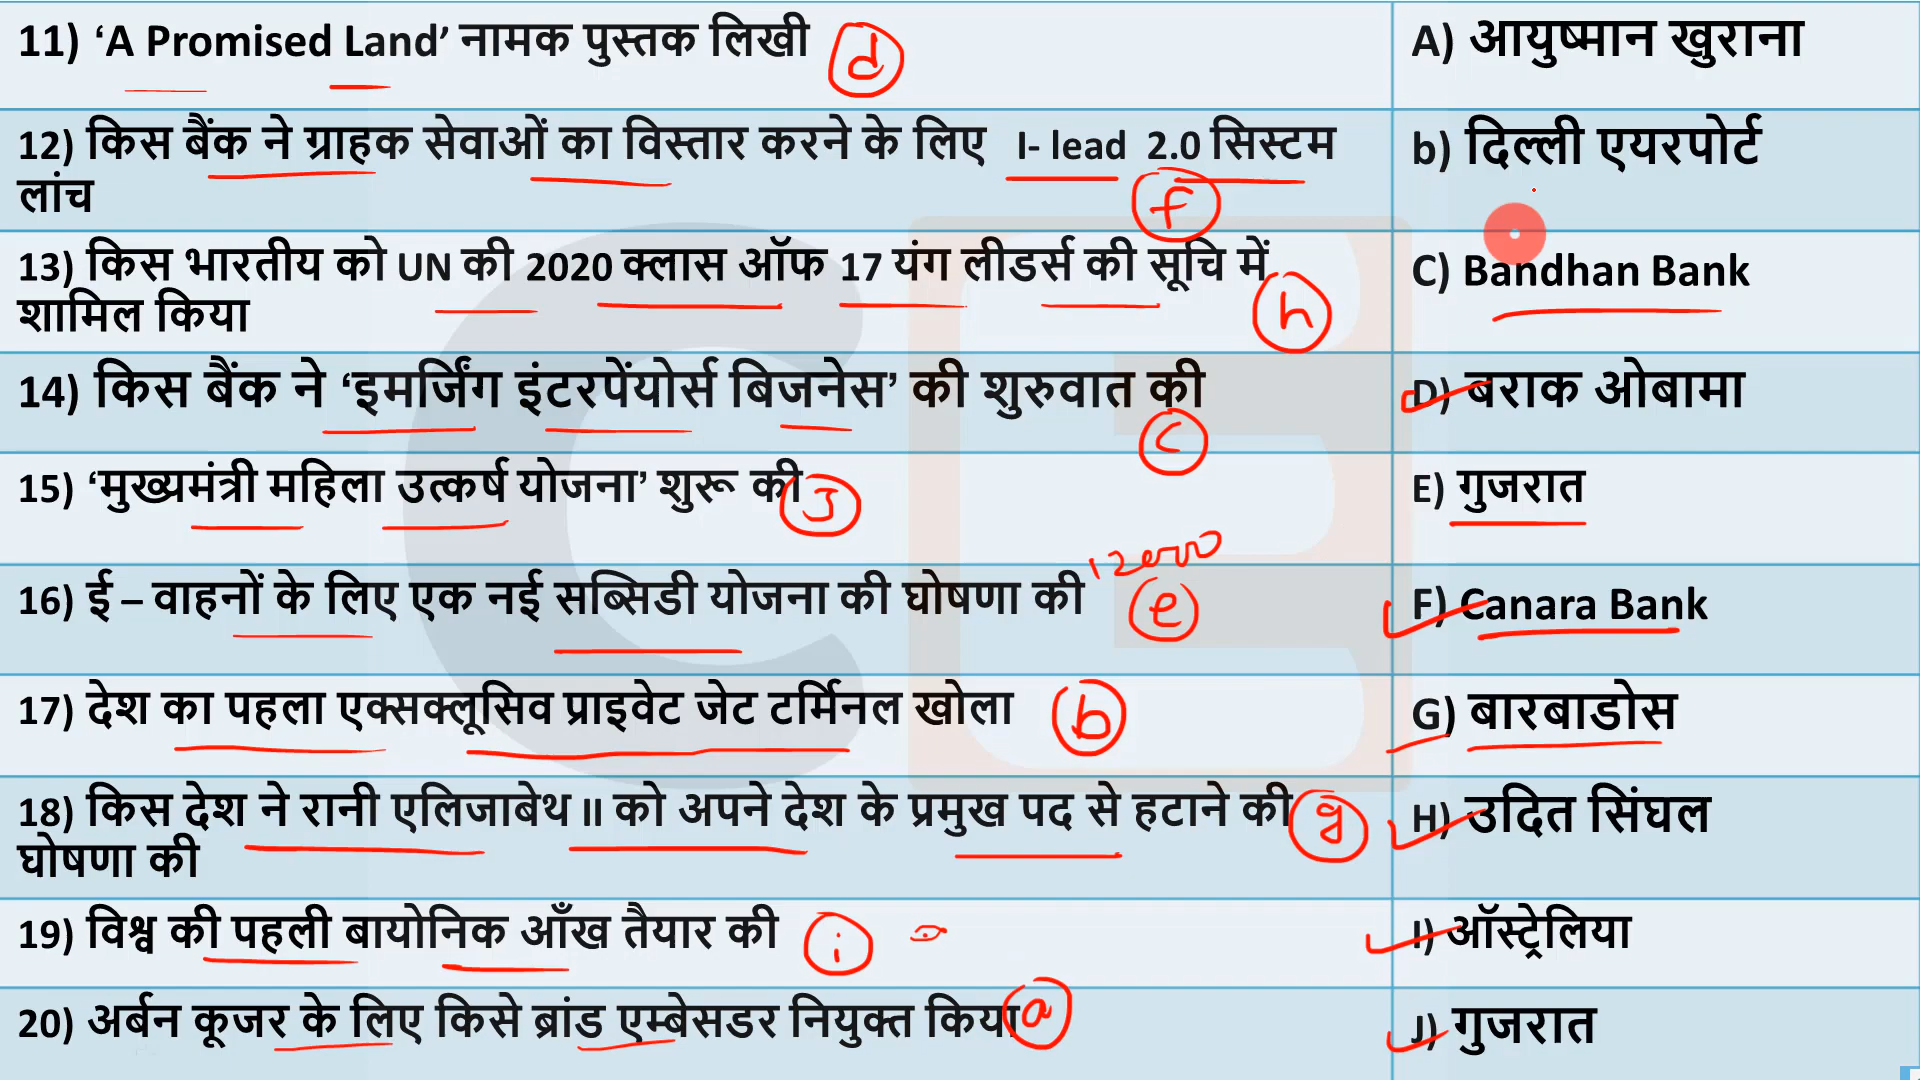 11) ‘A Promised Land’ नामक पुस्तक लिखी d
A) आयुष्मान खुराना
12) किस बैंक ने ग्राहक सेवाओं का विस्तार करने के लिए I- lead 2.0 सिस्टम
लांच f
b) दिल्ली एयरपोर्ट
13) किस भारतीय को UN की 2020 क्लास ऑफ 17 यंग लीडर्स की सूचि में
शामिल किया h
C) Bandhan Bank
14) किस बैंक ने ‘इमर्जिंग इंटरपेंयोर्स बिजनेस’ की शुरुवात की
c
D) बराक ओबामा
15) ‘मुख्यमंत्री महिला उत्कर्ष योजना’ शुरू की J
E) गुजरात
12000
16) ई – वाहनों के लिए एक नई सब्सिडी योजना की घोषणा की e
F) Canara Bank
17) देश का पहला एक्सक्लूसिव प्राइवेट जेट टर्मिनल खोला b
G) बारबाडोस
18) किस देश ने रानी एलिजाबेथ II को अपने देश के प्रमुख पद से हटाने की g
घोषणा की
H) उदित सिंघल
19) विश्व की पहली बायोनिक आँख तैयार की i
I) ऑस्ट्रेलिया
20) अर्बन कूजर के लिए किसे ब्रांड एम्बेसडर नियुक्त किया a
J) गुजरात